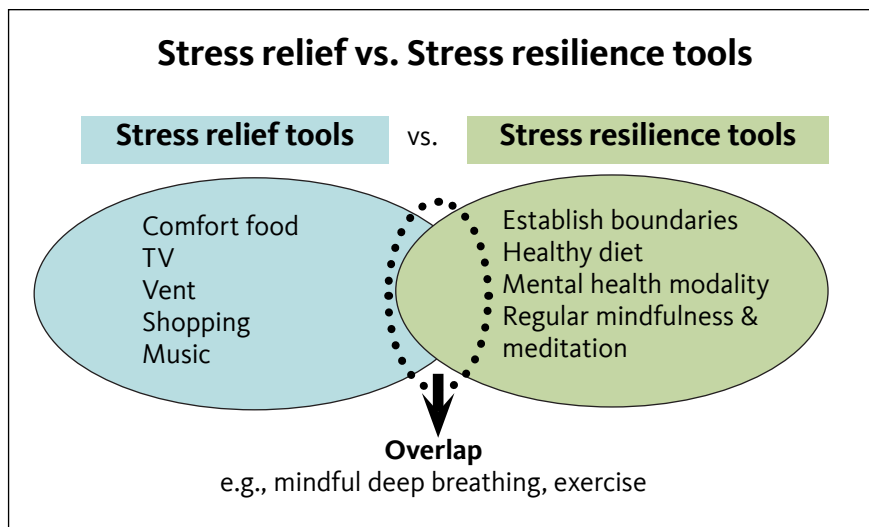 Stress relief vs. Stress resilience tools
Stress relief tools vs. Stress resilience tools
Comfort food
TV
Vent
Shopping
Music
Establish boundaries
Healthy diet
Mental health modality
Regular mindfulness &
meditation
Overlap
e.g., mindful deep breathing, exercise